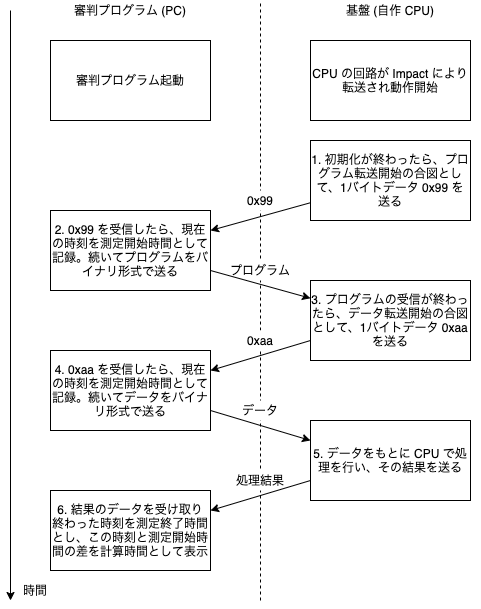 審判プログラム (PC)
基盤 (自作 CPU)
審判プログラム起動
CPU の回路が Impact により
転送され動作開始
1. 初期化が終わったら、プロ
グラム転送開始の合図とし
て、1バイトデータ 0x99 を
送る
0x99
2. 0x99 を受信したら、現在
の時刻を測定開始時間として
記録。続いてプログラムをバ
イナリ形式で送る
プログラム
3. プログラムの受信が終わっ
たら、データ転送開始の合図
として、1バイトデータ 0xaa
を送る
0xaa
4. 0xaa を受信したら、現在
の時刻を測定開始時間として
記録。続いてデータをバイナ
リ形式で送る
データ
5. データをもとに CPU で処
理を行い、その結果を送る
処理結果
6. 結果のデータを受け取り
終わった時刻を測定終了時間
とし、この時刻と測定開始時
間の差を計算時間として表示
時間